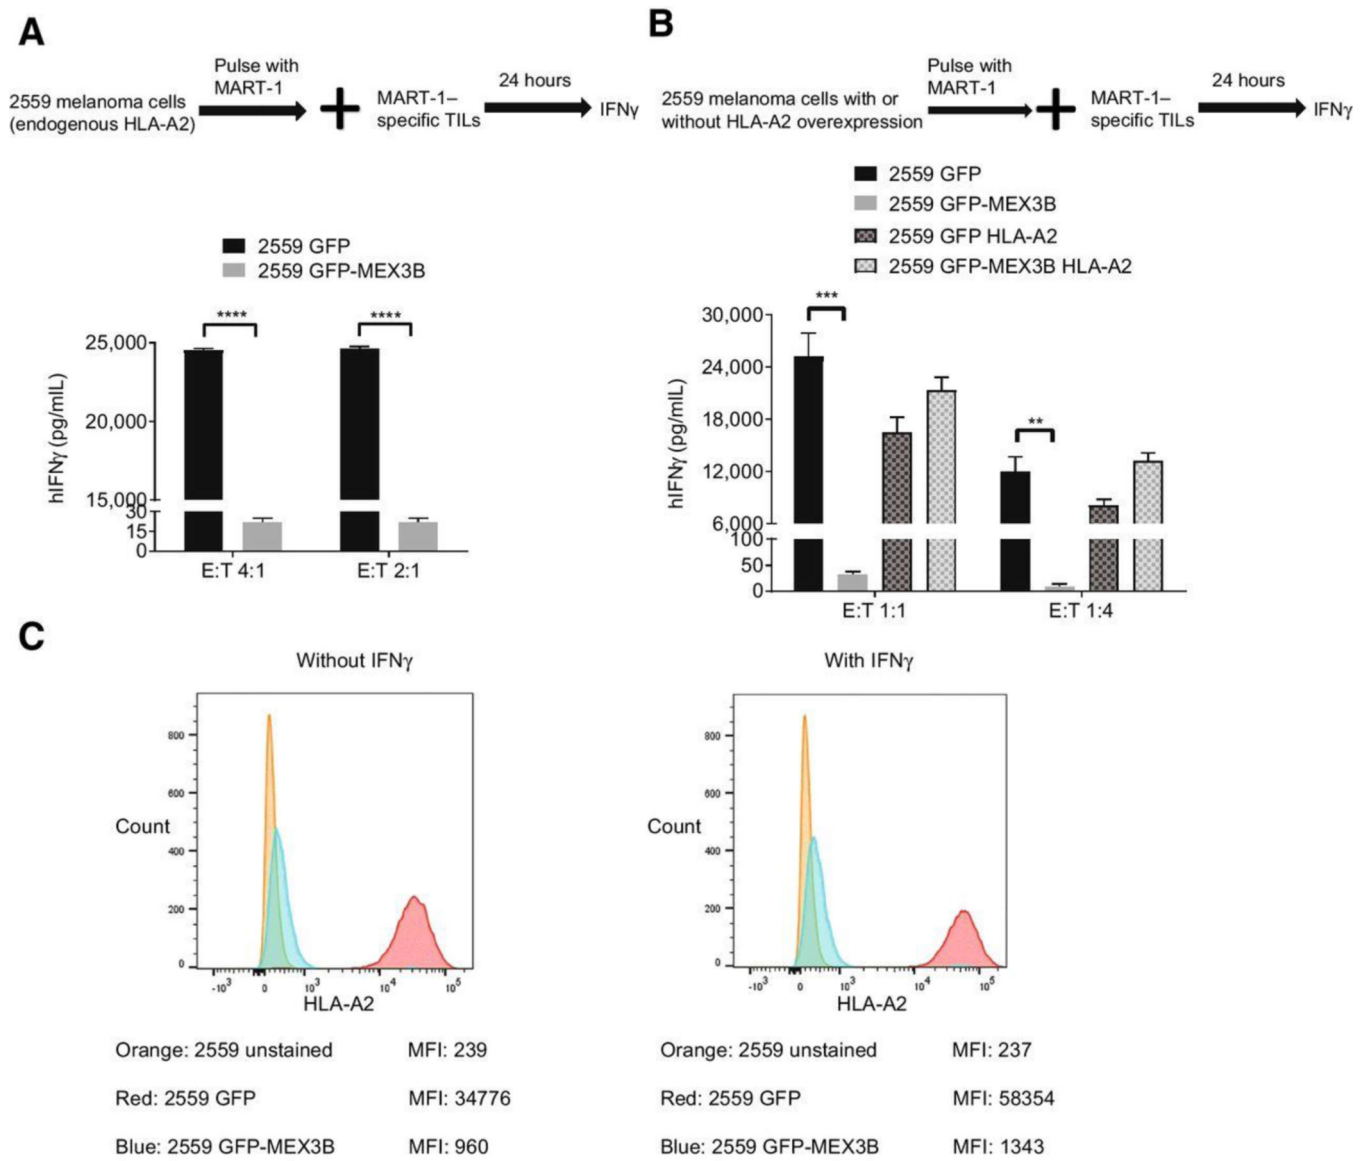 A
Pulse with
MART-1
24 hours
2559 melanoma cells
(endogenous HLA-A2)
MART-1–
specific TILs
IFNγ
2559 GFP
2559 GFP-MEX3B
hIFNγ (pg/mlL)
25,000
20,000
15,000
30
15
0
****
****
E:T 4:1
E:T 2:1
B
Pulse with
MART-1
24 hours
2559 melanoma cells with or
without HLA-A2 overexpression
MART-1–
specific TILs
IFNγ
2559 GFP
2559 GFP-MEX3B
2559 GFP HLA-A2
2559 GFP-MEX3B HLA-A2
hIFNγ (pg/mlL)
30,000
24,000
18,000
12,000
6,000
100
50
0
***
**
E:T 1:1
E:T 1:4
C
Without IFNγ
Count
800
600
400
200
0
-10³ 0 10³ 10⁴ 10⁵
HLA-A2
Orange: 2559 unstained MFI: 239
Red: 2559 GFP MFI: 34776
Blue: 2559 GFP-MEX3B MFI: 960
With IFNγ
Count
800
600
400
200
0
-10³ 0 10³ 10⁴ 10⁵
HLA-A2
Orange: 2559 unstained MFI: 237
Red: 2559 GFP MFI: 58354
Blue: 2559 GFP-MEX3B MFI: 1343